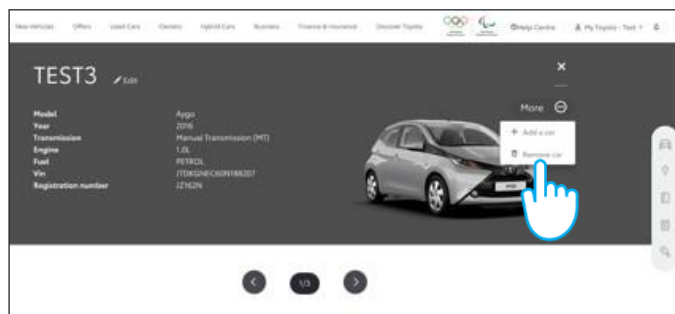 New Vehicles Offers Used Cars Owners Hybrid Cars Business Finance & Insurance Discover Toyota Help Centre My Toyota - Test
TEST3 Edit
More
Model Aygo
Year 2016
Transmission Manual Transmission (MT)
Engine 1.0L
Fuel PETROL
Vin
Registration number
+ Add a car
Remove car
1/3